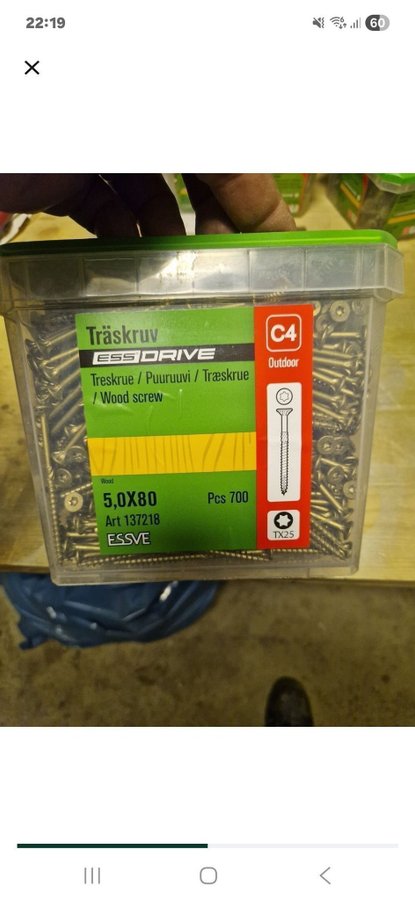 22:19
60
Träskruv
ESSDRIVE
Treskrue / Puuruuvi / Træskrue
/ Wood screw
Wood
5,0X80
Pcs 700
Art 137218
ESSVE
C4
Outdoor
TX25